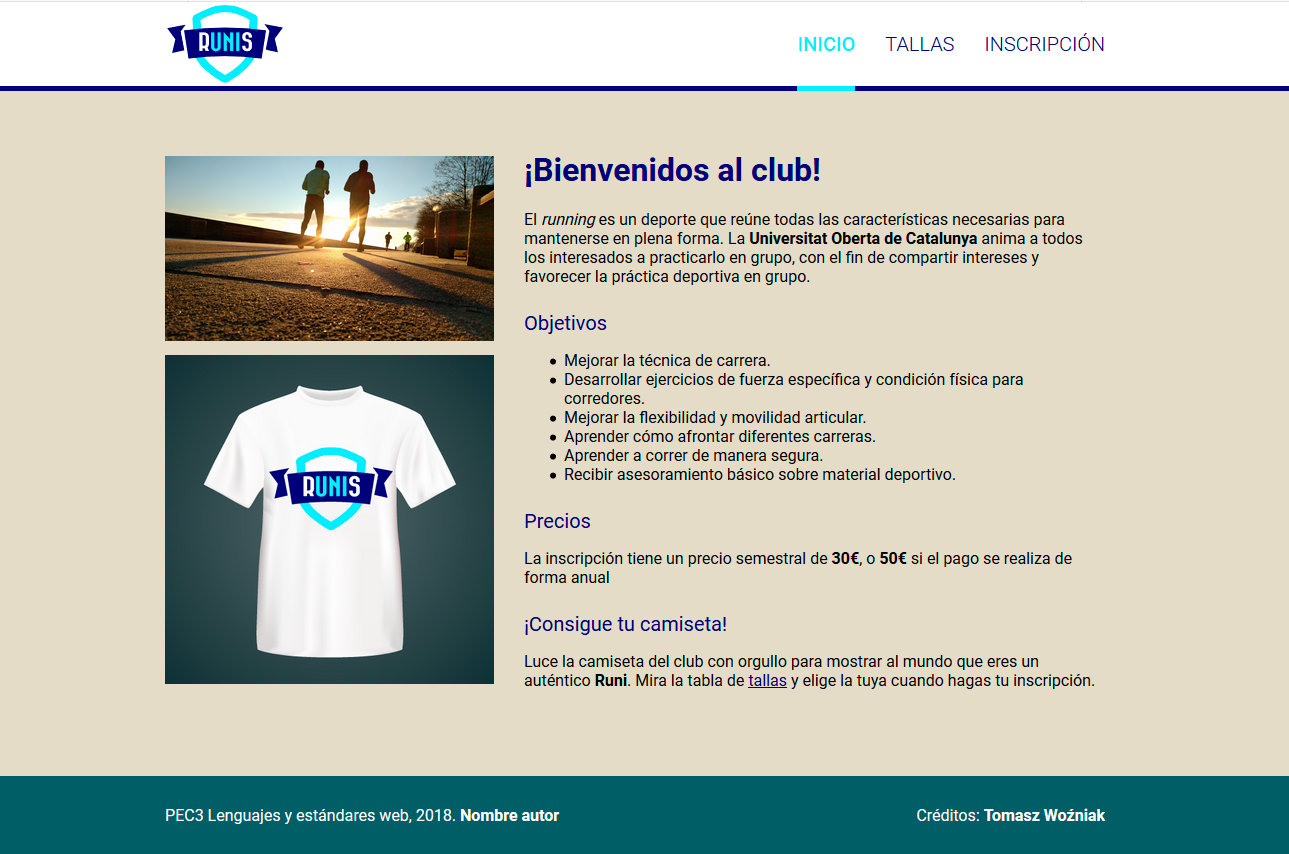 RUNIS
INICIO TALLAS INSCRIPCIÓN
¡Bienvenidos al club!
El running es un deporte que reúne todas las características necesarias para
mantenerse en plena forma. La Universitat Oberta de Catalunya anima a todos
los interesados a practicarlo en grupo, con el fin de compartir intereses y
favorecer la práctica deportiva en grupo.
Objetivos
• Mejorar la técnica de carrera.
• Desarrollar ejercicios de fuerza específica y condición física para
corredores.
• Mejorar la flexibilidad y movilidad articular.
• Aprender cómo afrontar diferentes carreras.
• Aprender a correr de manera segura.
• Recibir asesoramiento básico sobre material deportivo.
RUNIS
Precios
La inscripción tiene un precio semestral de 30€, o 50€ si el pago se realiza de
forma anual
¡Consigue tu camiseta!
Luce la camiseta del club con orgullo para mostrar al mundo que eres un
auténtico Runi. Mira la tabla de tallas y elige la tuya cuando hagas tu inscripción.
PEC3 Lenguajes y estándares web, 2018. Nombre autor
Créditos: Tomasz Woźniak